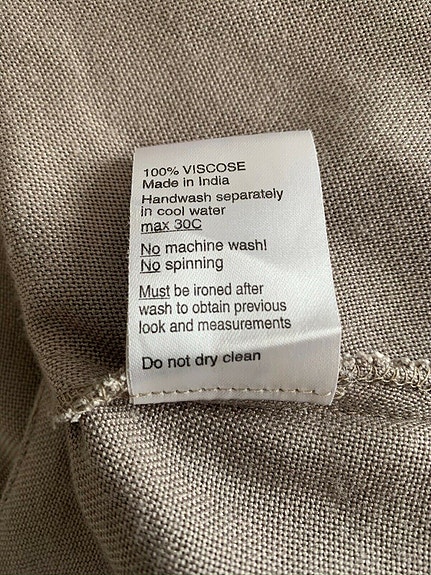 100% VISCOSE
Made in India
Handwash separately
in cool water
max 30C
No machine wash!
No spinning
Must be ironed after
wash to obtain previous
look and measurements
Do not dry clean